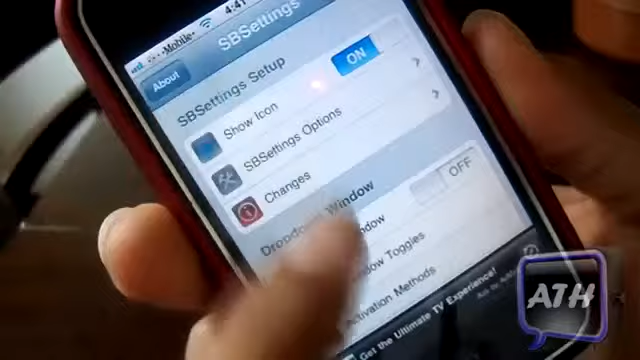 T-Mobile 4:41
About SBSettings
SBSettings Setup
Show Icon ON
SBSettings Options
Changes
Dropdown Window
OFF
Window Toggles
Activation Methods
Get the Ultimate TV Experience!
ATH